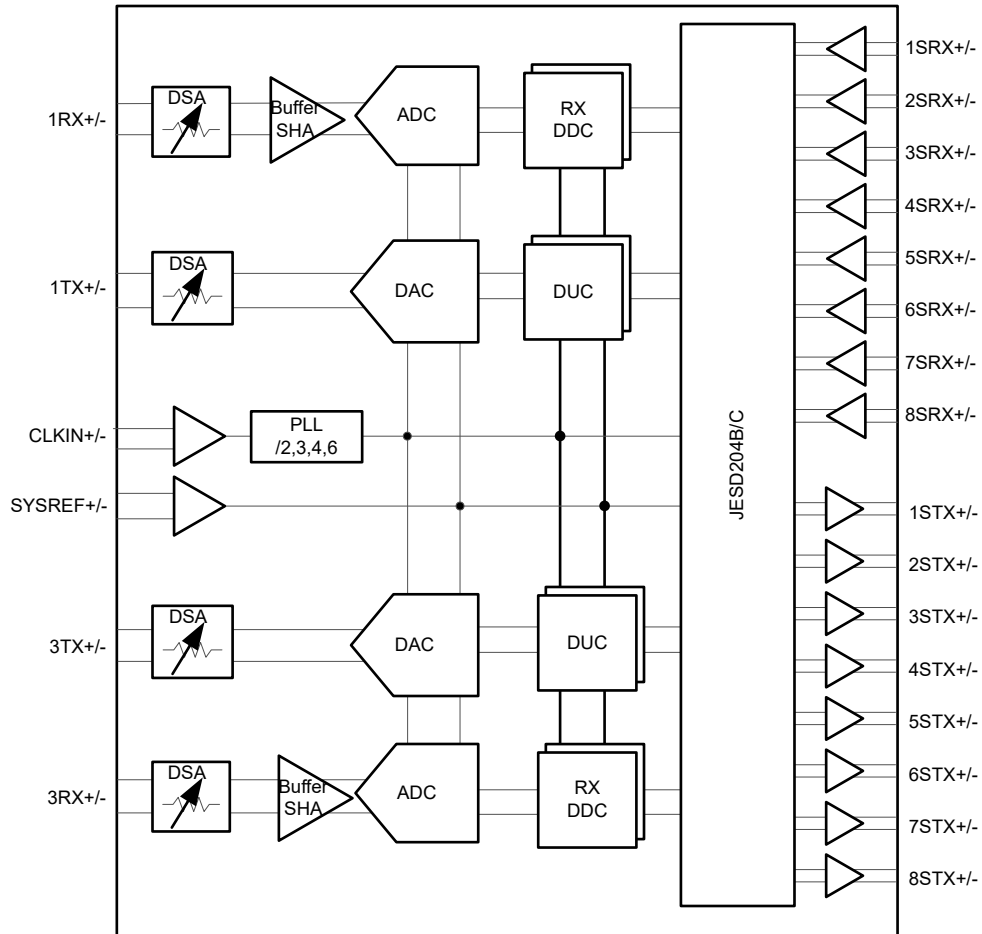 1RX+/-
DSA
Buffer
SHA
ADC
RX
DDC
1TX+/-
DSA
DAC
DUC
CLKIN+/-
PLL
/2,3,4,6
SYSREF+/-
3TX+/-
DSA
DAC
DUC
3RX+/-
DSA
Buffer
SHA
ADC
RX
DDC
JESD204B/C
1SRX+/-
2SRX+/-
3SRX+/-
4SRX+/-
5SRX+/-
6SRX+/-
7SRX+/-
8SRX+/-
1STX+/-
2STX+/-
3STX+/-
4STX+/-
5STX+/-
6STX+/-
7STX+/-
8STX+/-